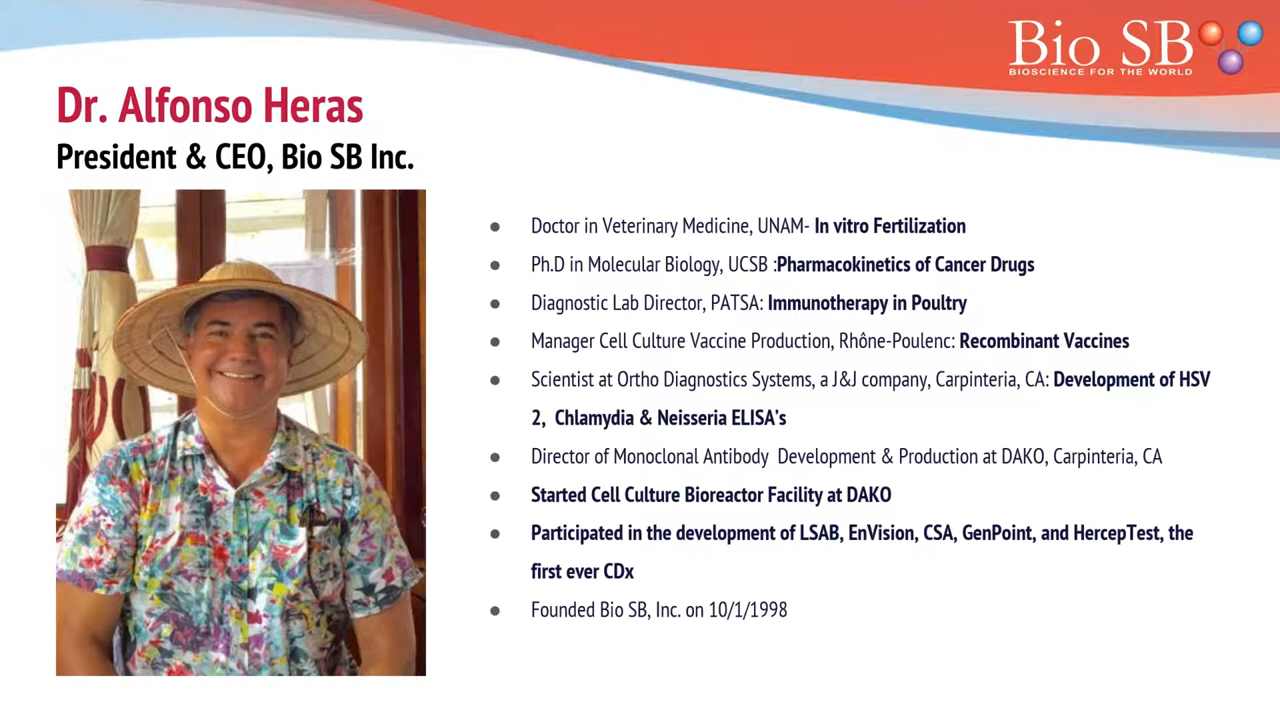 Bio SB
BIOSCIENCE FOR THE WORLD
Dr. Alfonso Heras
President & CEO, Bio SB Inc.
● Doctor in Veterinary Medicine, UNAM- In vitro Fertilization
● Ph.D in Molecular Biology, UCSB :Pharmacokinetics of Cancer Drugs
● Diagnostic Lab Director, PATSA: Immunotherapy in Poultry
● Manager Cell Culture Vaccine Production, Rhône-Poulenc: Recombinant Vaccines
● Scientist at Ortho Diagnostics Systems, a J&J company, Carpinteria, CA: Development of HSV
2, Chlamydia & Neisseria ELISA's
● Director of Monoclonal Antibody Development & Production at DAKO, Carpinteria, CA
● Started Cell Culture Bioreactor Facility at DAKO
● Participated in the development of LSAB, EnVision, CSA, GenPoint, and HercepTest, the
first ever CDx
● Founded Bio SB, Inc. on 10/1/1998